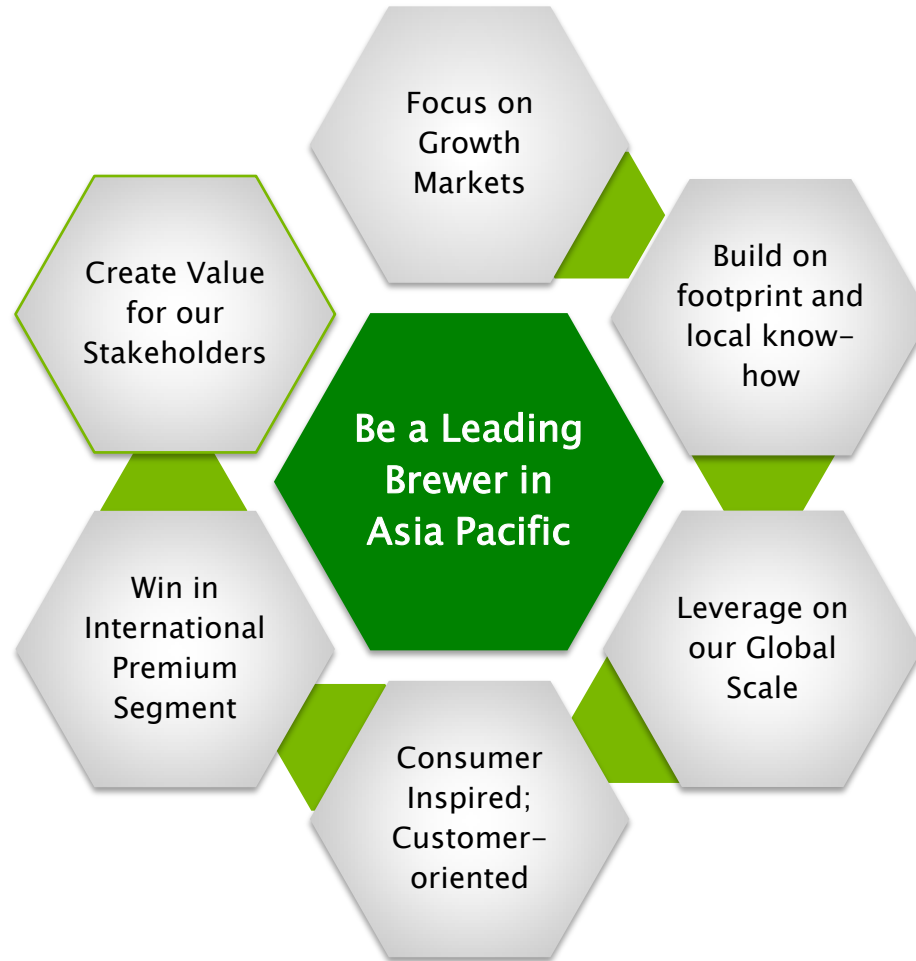 Focus on
Growth
Markets
Build on
footprint and
local know-
how
Leverage on
our Global
Scale
Consumer
Inspired;
Customer-
oriented
Win in
International
Premium
Segment
Create Value
for our
Stakeholders
Be a Leading
Brewer in
Asia Pacific